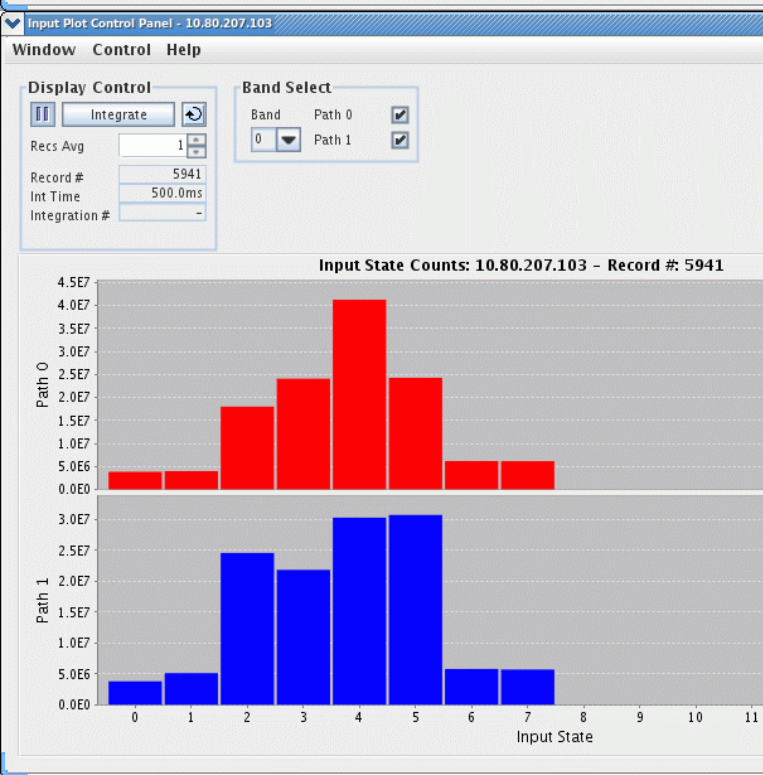 Input Plot Control Panel - 10.80.207.103
Window Control Help
Display Control
Integrate
Recs Avg 1
Record # 5941
Int Time 500.0ms
Integration # -
Band Select
Band Path 0
0 Path 1
Input State Counts: 10.80.207.103 - Record #: 5941
4.5E7
4.0E7
3.5E7
3.0E7
2.5E7
2.0E7
1.5E7
1.0E7
5.0E6
0.0E0
Path 0
3.0E7
2.5E7
2.0E7
1.5E7
1.0E7
5.0E6
0.0E0
Path 1
0 1 2 3 4 5 6 7 8 9 10 11
Input State